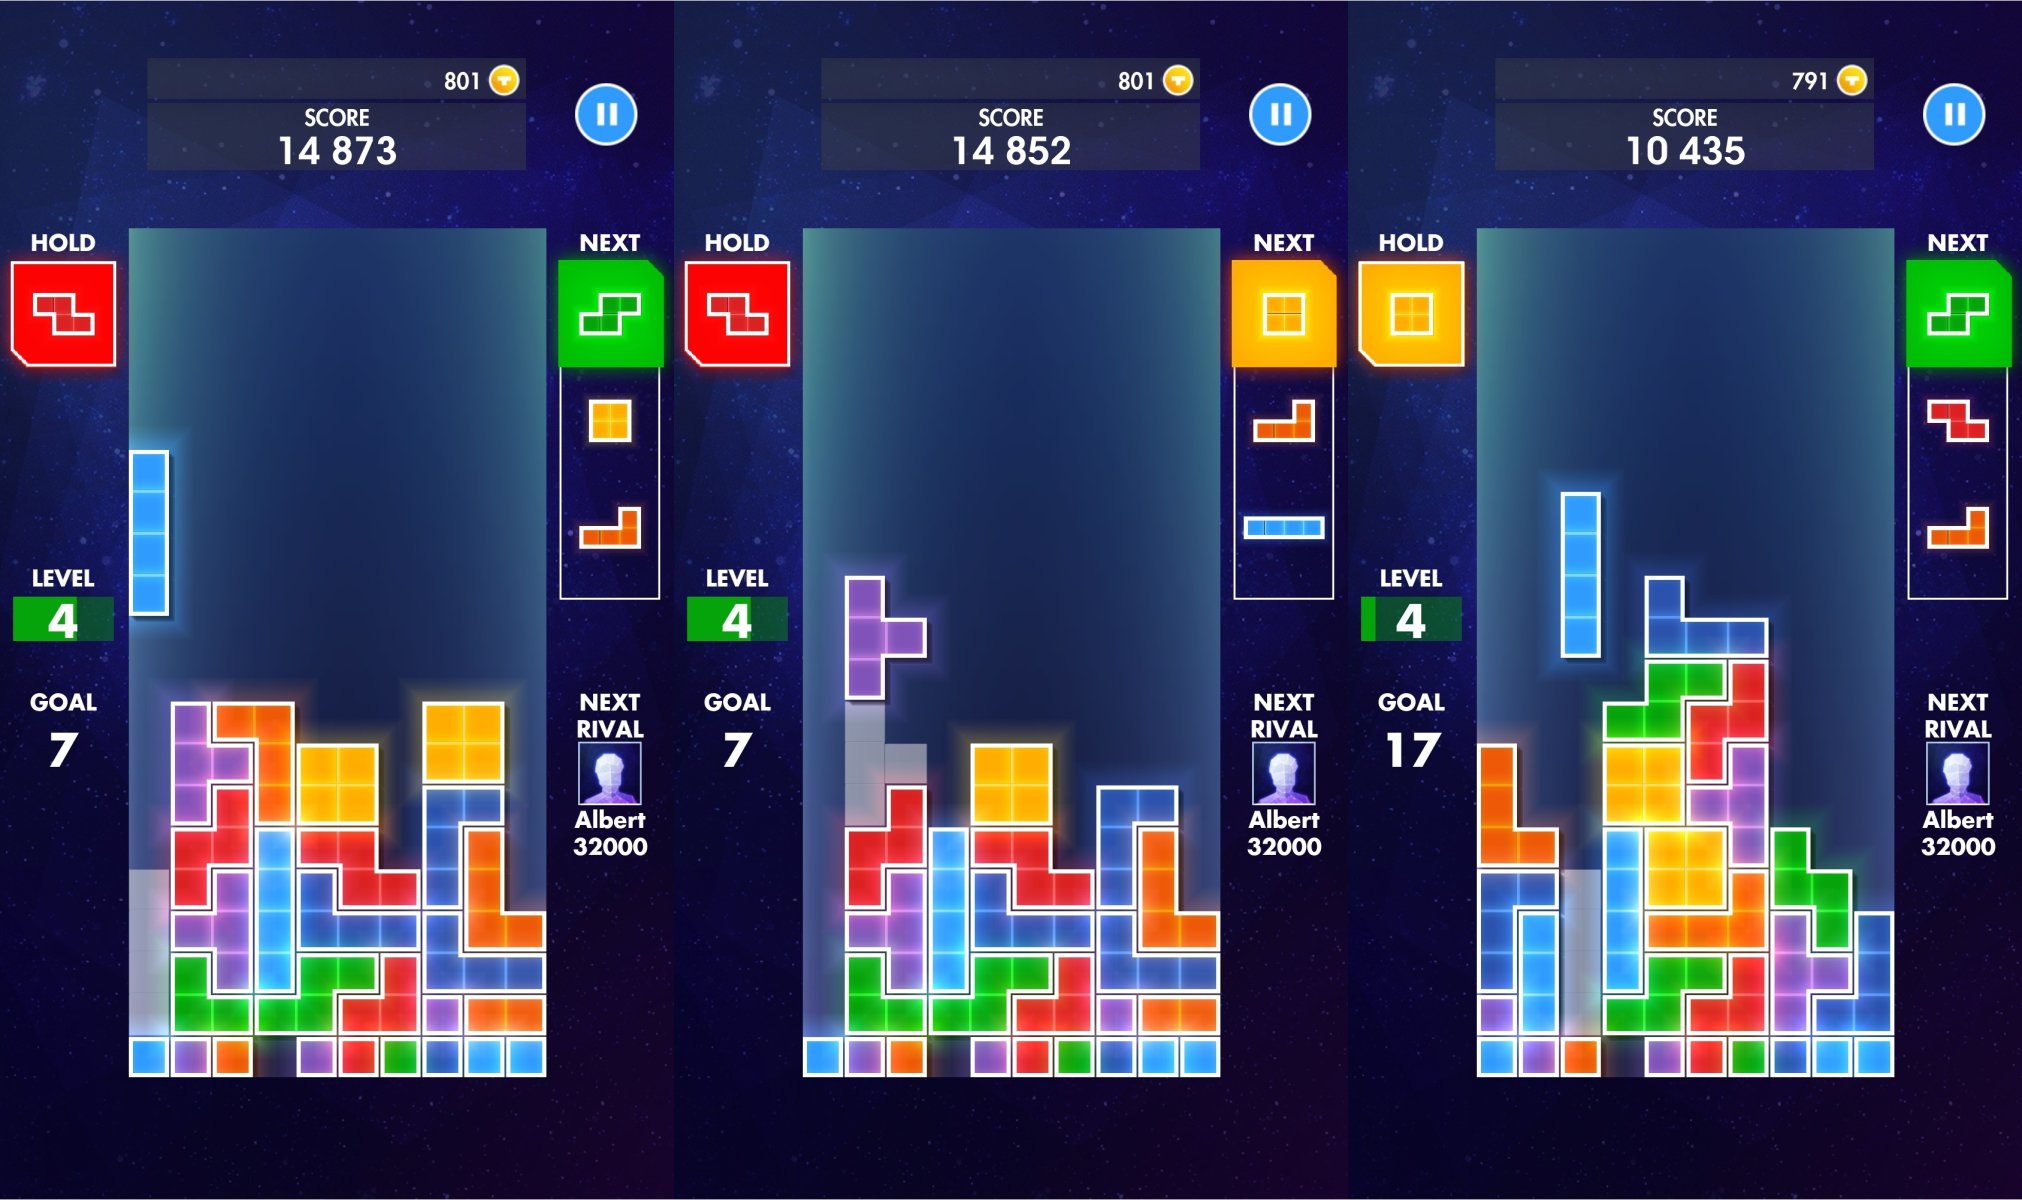 801
SCORE
14 873
HOLD
NEXT
LEVEL
4
GOAL
7
NEXT
RIVAL
Albert
32000
801
SCORE
14 852
HOLD
NEXT
LEVEL
4
GOAL
7
NEXT
RIVAL
Albert
32000
791
SCORE
10 435
HOLD
NEXT
LEVEL
4
GOAL
17
NEXT
RIVAL
Albert
32000